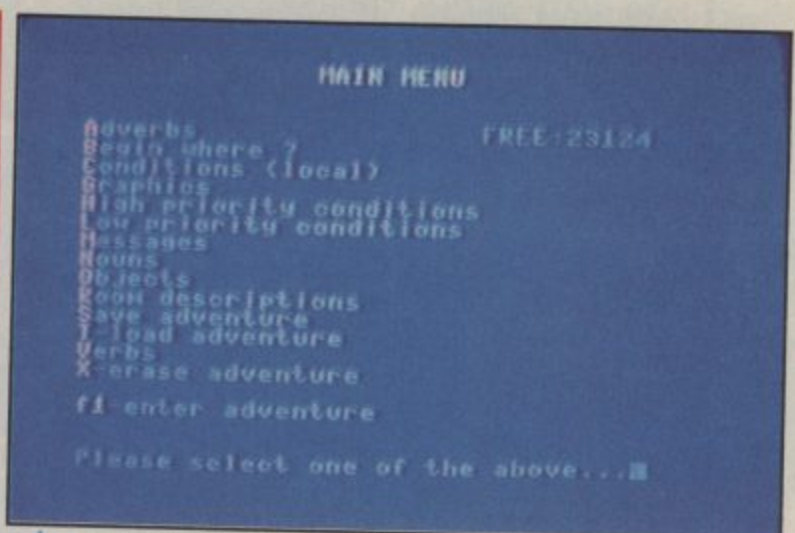 MAIN MENU
Adverbs FREE:23124
Begin where ?
Conditions (local)
Graphics
High priority conditions
Low priority conditions
Messages
Nouns
Objects
Room descriptions
Save adventure
T-load adventure
Verbs
X-erase adventure
f1 enter adventure
Please select one of the above...